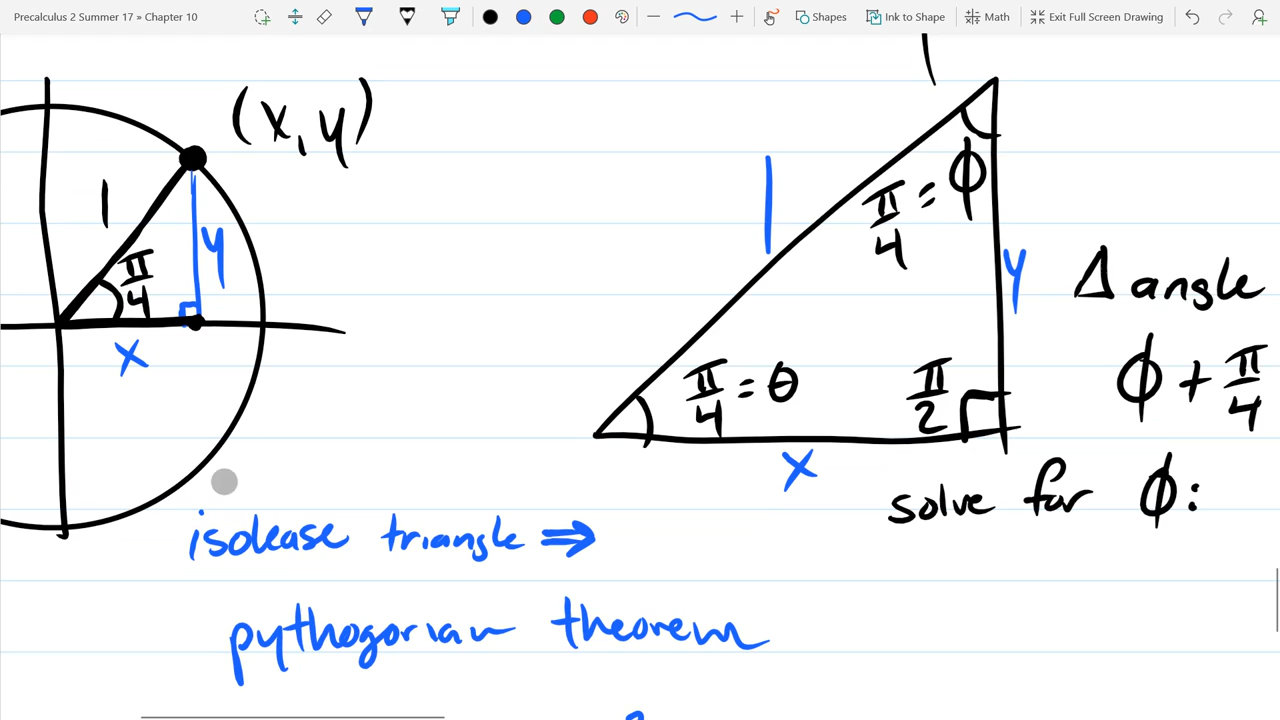 Precalculus 2 Summer 17 » Chapter 10
Shapes
Ink to Shape
Math
Exit Full Screen Drawing
(x, y)
1
π/4
y
x
1
π/4 = φ
y
π/4 = θ
π/2
x
Δ angle
φ + π/4
solve for φ:
isolease triangle ⇒
pythogorian theorem